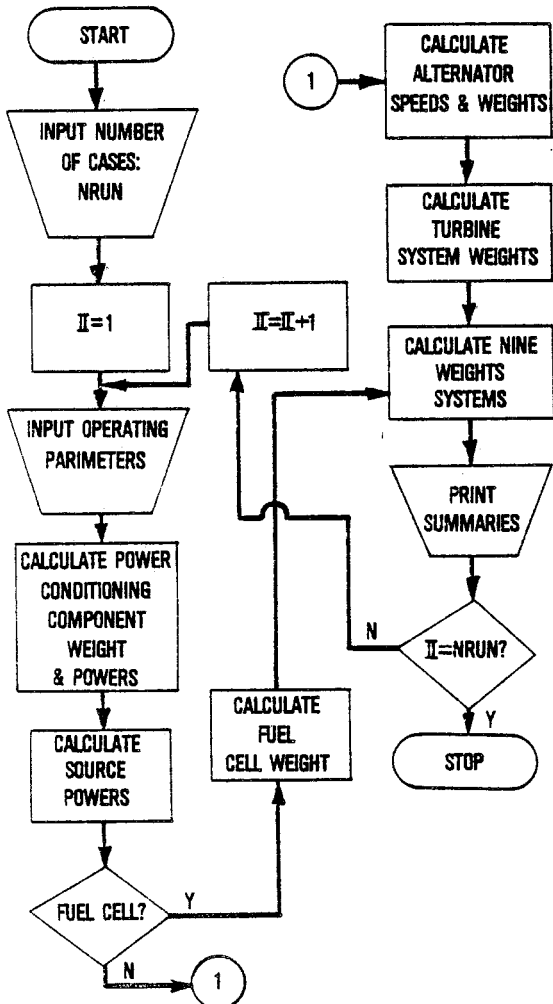 START
INPUT NUMBER
OF CASES:
NRUN
II=1
II=II+1
INPUT OPERATING
PARIMETERS
CALCULATE POWER
CONDITIONING
COMPONENT
WEIGHT
& POWERS
CALCULATE
SOURCE
POWERS
FUEL CELL?
Y
N
1
CALCULATE
FUEL
CELL WEIGHT
1
CALCULATE
ALTERNATOR
SPEEDS & WEIGHTS
CALCULATE
TURBINE
SYSTEM WEIGHTS
CALCULATE NINE
WEIGHTS
SYSTEMS
PRINT
SUMMARIES
II=NRUN?
N
Y
STOP